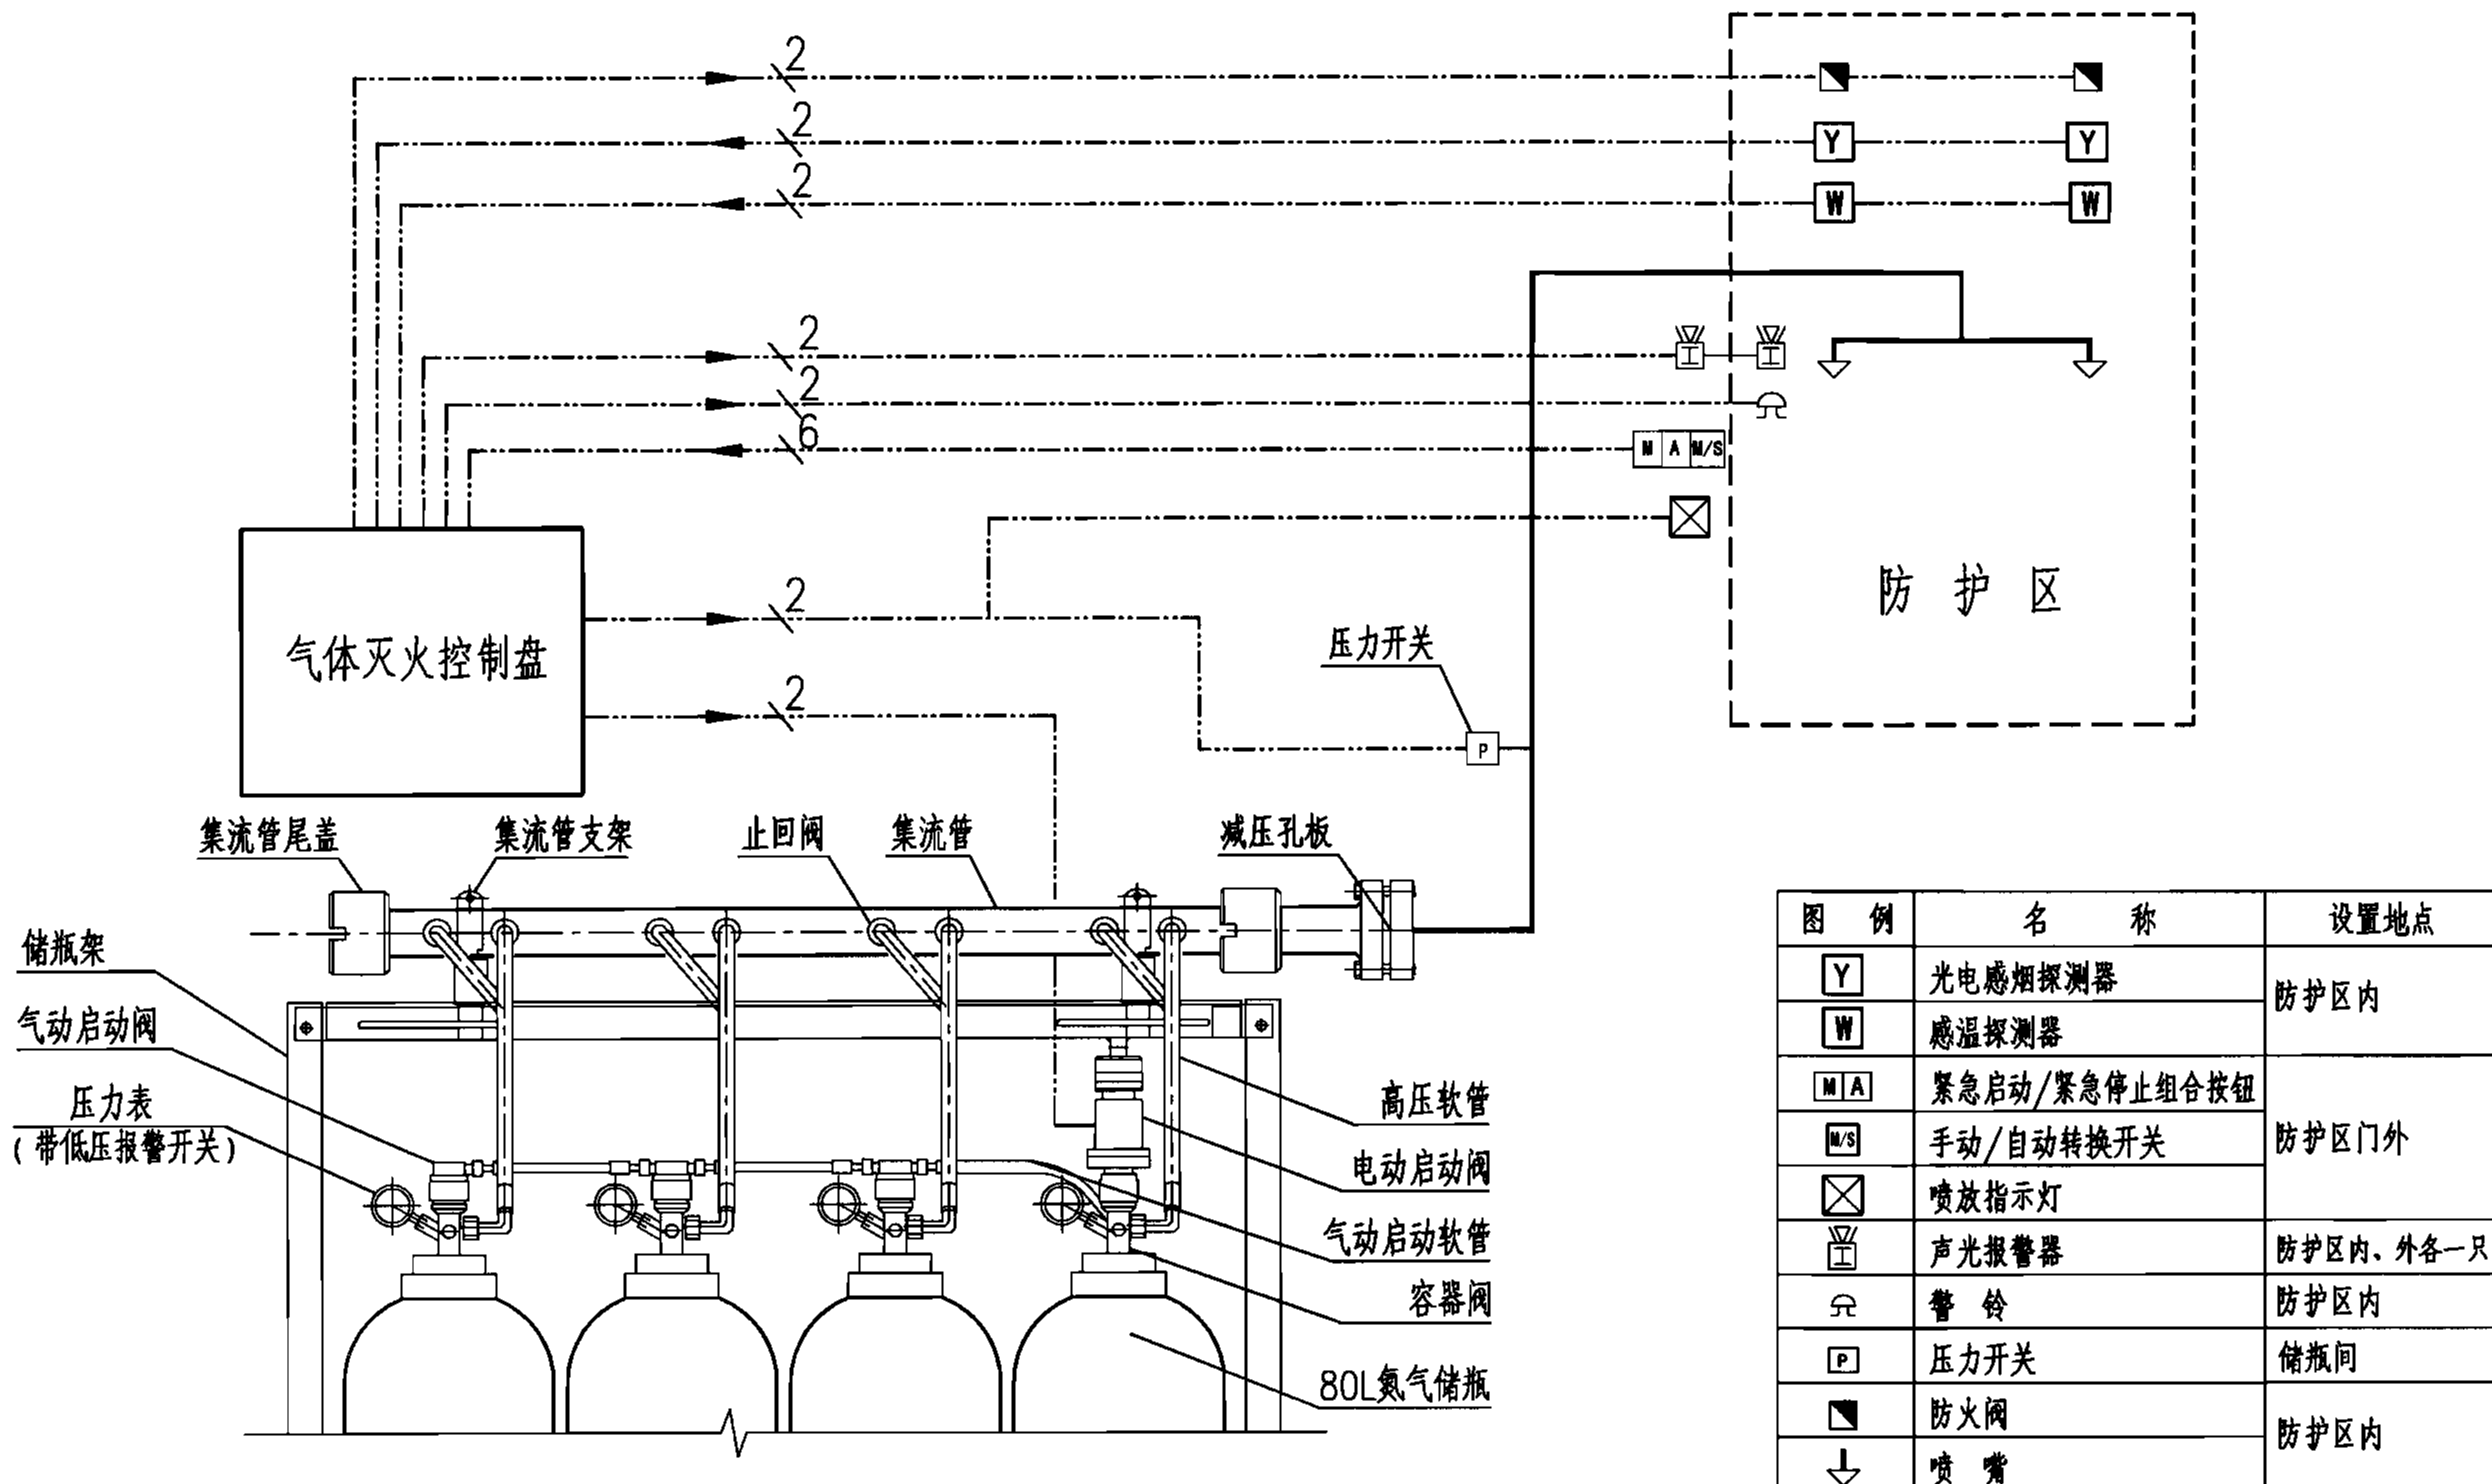 2
2
2
Y Y
W W
2
2
6
M A M/S
防 护 区
2
压力开关
气体灭火控制盘
2
P
集流管尾盖
集流管支架
止回阀
集流管
减压孔板
储瓶架
气动启动阀
压力表
(带低压报警开关)
高压软管
电动启动阀
气动启动软管
容器阀
80L氮气储瓶
图 例 名 称 设置地点
Y 光电感烟探测器 防护区内
W 感温探测器
M A 紧急启动/紧急停止组合按钮 防护区门外
M/S 手动/自动转换开关
喷放指示灯
声光报警器 防护区内、外各一只
警 铃 防护区内
P 压力开关 储瓶间
防火阀 防护区内
喷 嘴